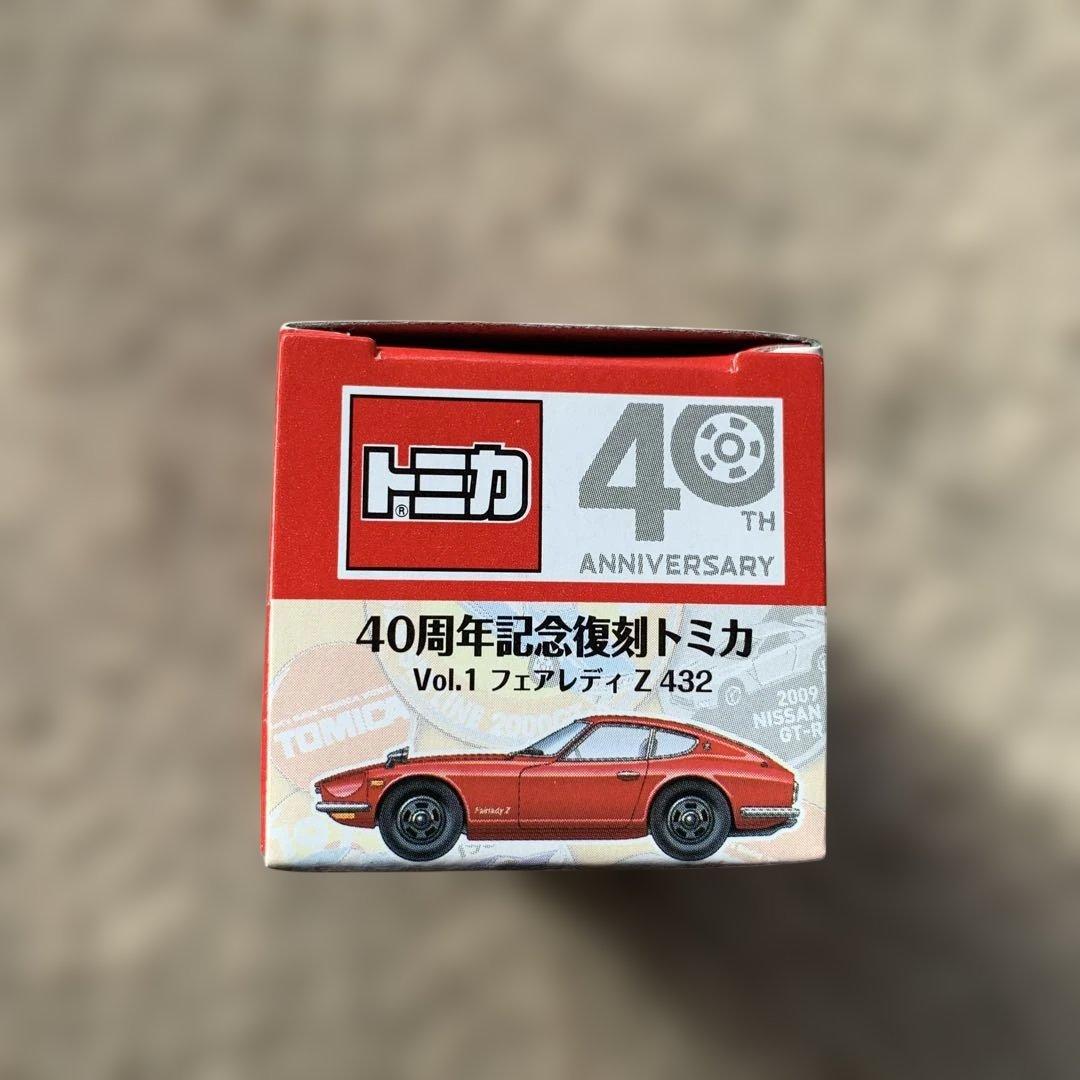 トミカ®
40
TH
ANNIVERSARY
40周年記念復刻トミカ
Vol.1 フェアレディ Z 432
TOMICA
2009
NISSAN
GT-R
Fairlady Z